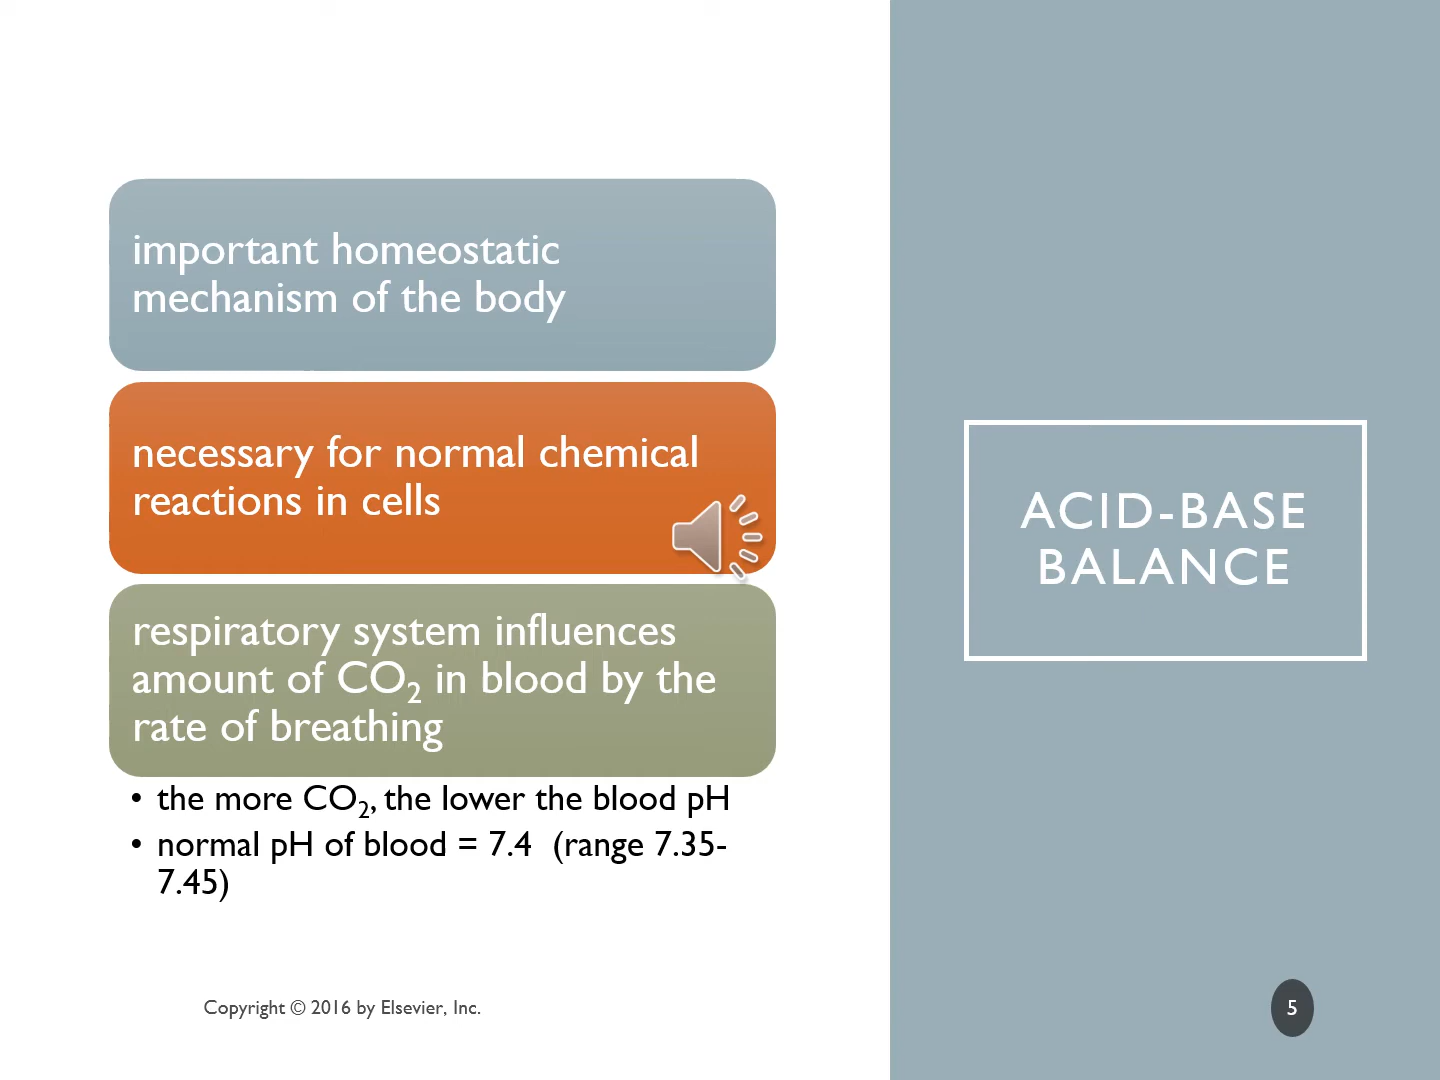 important homeostatic
mechanism of the body
necessary for normal chemical
reactions in cells
respiratory system influences
amount of CO₂ in blood by the
rate of breathing
• the more CO₂, the lower the blood pH
• normal pH of blood = 7.4  (range 7.35-
7.45)
ACID-BASE
BALANCE
Copyright © 2016 by Elsevier, Inc.
5